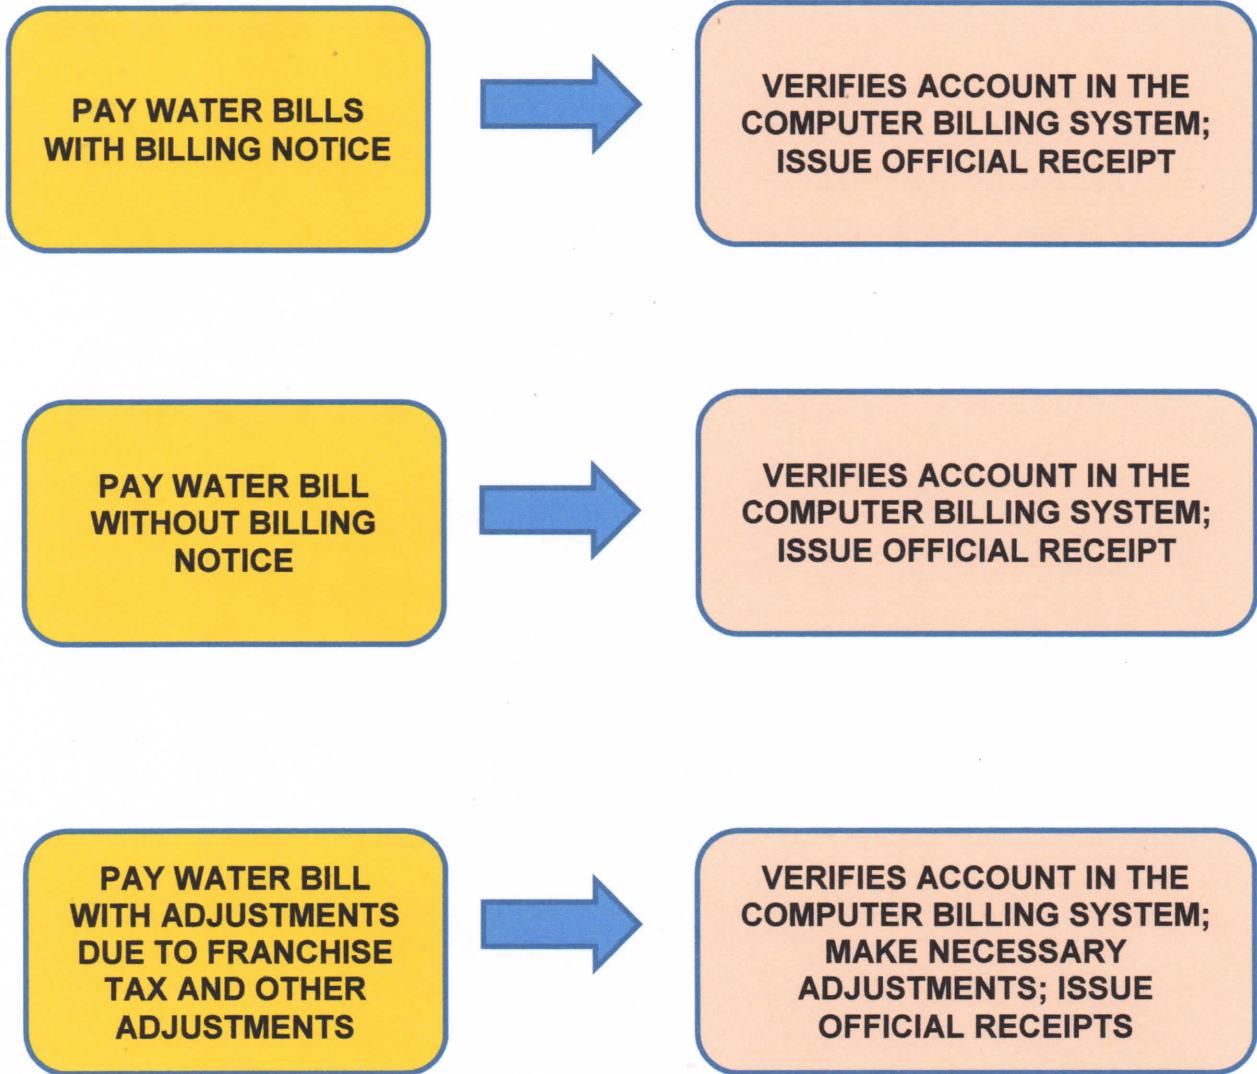 PAY WATER BILLS
WITH BILLING NOTICE
VERIFIES ACCOUNT IN THE
COMPUTER BILLING SYSTEM;
ISSUE OFFICIAL RECEIPT
PAY WATER BILL
WITHOUT BILLING
NOTICE
VERIFIES ACCOUNT IN THE
COMPUTER BILLING SYSTEM;
ISSUE OFFICIAL RECEIPT
PAY WATER BILL
WITH ADJUSTMENTS
DUE TO FRANCHISE
TAX AND OTHER
ADJUSTMENTS
VERIFIES ACCOUNT IN THE
COMPUTER BILLING SYSTEM;
MAKE NECESSARY
ADJUSTMENTS; ISSUE
OFFICIAL RECEIPTS